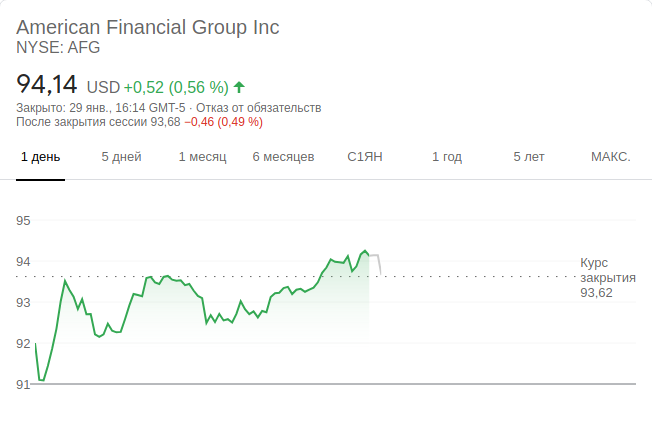 American Financial Group Inc
NYSE: AFG
94,14 USD +0,52 (0,56 %)
Закрыто: 29 янв., 16:14 GMT-5 · Отказ от обязательств
После закрытия сессии 93,68 −0,46 (0,49 %)
1 день 5 дней 1 месяц 6 месяцев С1ЯН 1 год 5 лет МАКС.
95
94
Курс
закрытия
93,62
93
92
91